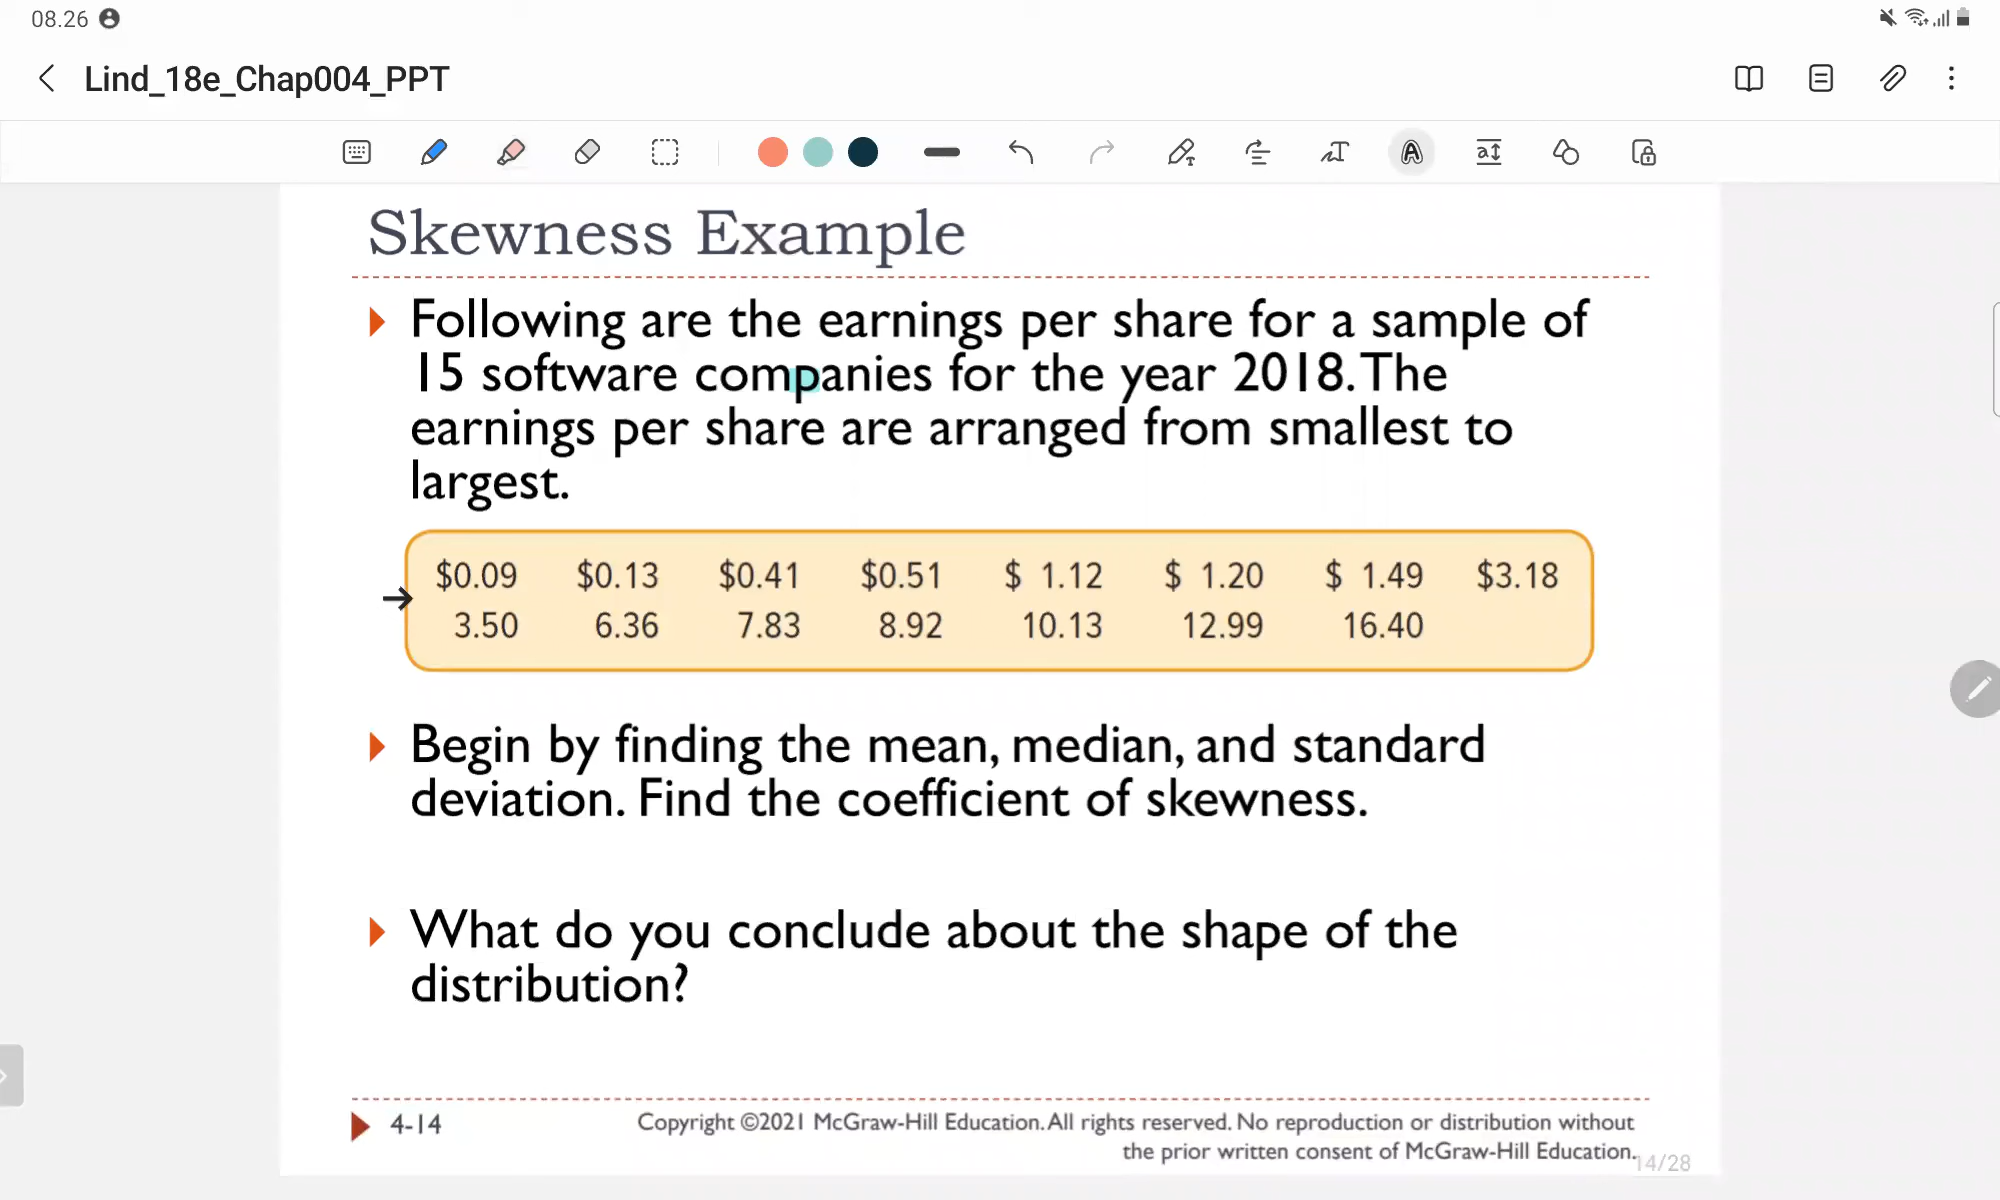 08.26
Lind_18e_Chap004_PPT
Skewness Example
Following are the earnings per share for a sample of
15 software companies for the year 2018. The
earnings per share are arranged from smallest to
largest.
$0.09 $0.13 $0.41 $0.51 $ 1.12 $ 1.20 $ 1.49 $3.18
3.50 6.36 7.83 8.92 10.13 12.99 16.40
Begin by finding the mean, median, and standard
deviation. Find the coefficient of skewness.
What do you conclude about the shape of the
distribution?
4-14
Copyright ©2021 McGraw-Hill Education. All rights reserved. No reproduction or distribution without
the prior written consent of McGraw-Hill Education.
14/28